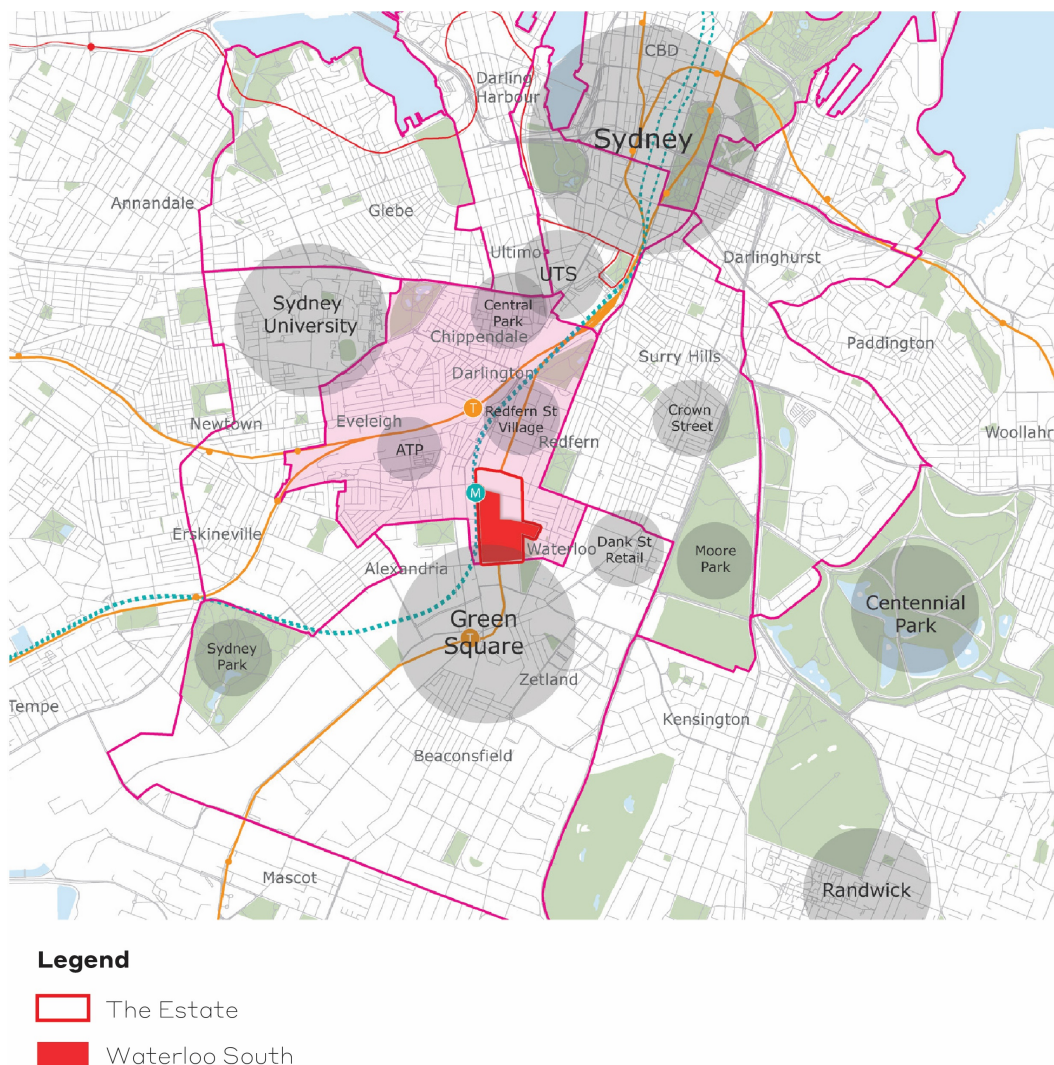 CBD
Darling
Harbour
Sydney
Annandale
Glebe
Ultimo
UTS
Darlinghurst
Sydney
University
Central
Park
Chippendale
Surry Hills
Paddington
Darlington
Newtown
Eveleigh
T
Redfern St
Village
Redfern
Crown
Street
Woollahr
ATP
M
Erskineville
Alexandria
Waterloo
Dank St
Retail
Moore
Park
Centennial
Park
Green
Square
T
Sydney
Park
Zetland
Tempe
Kensington
Beaconsfield
Mascot
Randwick
Legend
The Estate
Waterloo South